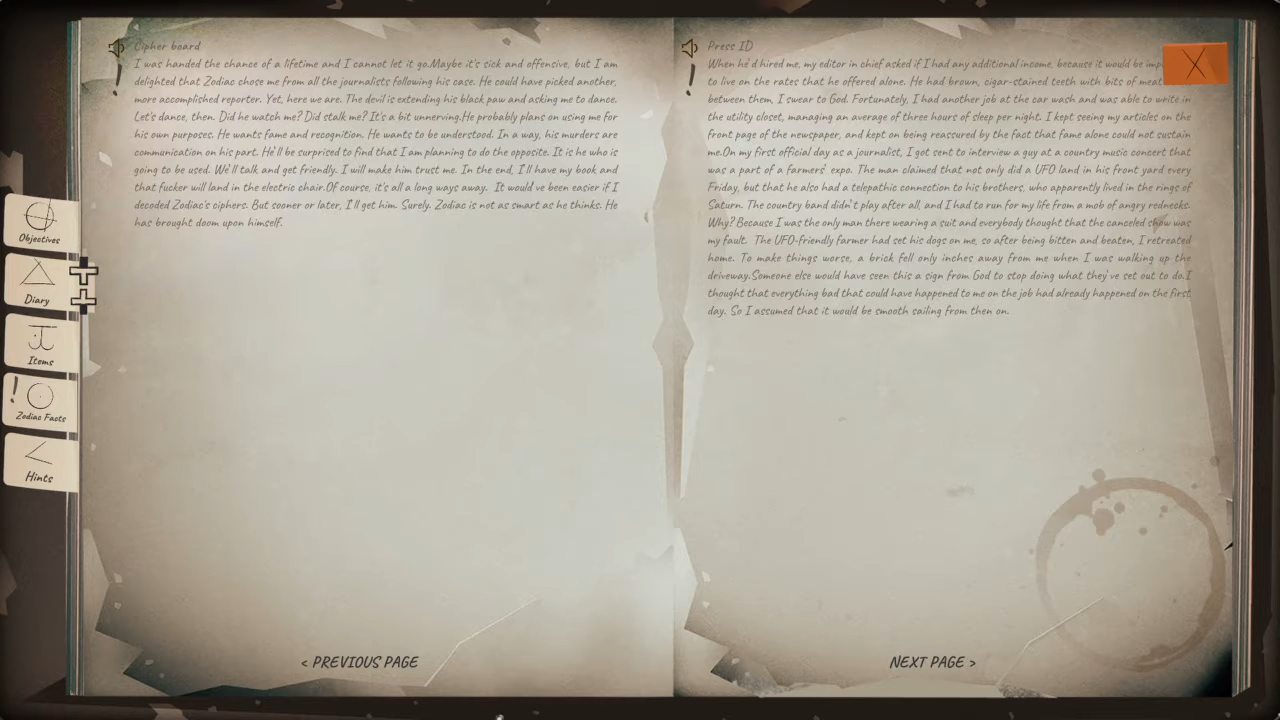 Objectives
Diary
Items
Zodiac Facts
Hints
Cipher board
I was handed the chance of a lifetime and I cannot let it go.Maybe it's sick and offensive, but I am
delighted that Zodiac chose me from all the journalists following his case. He could have picked another,
more accomplished reporter. Yet, here we are. The devil is extending his black paw and asking me to dance.
Let's dance, then. Did he watch me? Did stalk me? It's a bit unnerving.He probably plans on using me for
his own purposes. He wants fame and recognition. He wants to be understood. In a way, his murders are
communication on his part. He'll be surprised to find that I am planning to do the opposite. It is he who is
going to be used. We'll talk and get friendly. I will make him trust me. In the end, I'll have my book and
that fucker will land in the electric chair.Of course, it's all a long ways away. It would've been easier if I
decoded Zodiac's ciphers. But sooner or later, I'll get him. Surely. Zodiac is not as smart as he thinks. He
has brought doom upon himself.
< PREVIOUS PAGE
Press ID
When he'd hired me, my editor in chief asked if I had any additional income, because it would be
to live on the rates that he offered alone. He had brown, cigar-stained teeth with bits of
between them, I swear to God. Fortunately, I had another job at the car wash and was able to write in
the utility closet, managing an average of three hours of sleep per night. I kept seeing my articles on the
front page of the newspaper, and kept on being reassured by the fact that fame alone could not sustain
me.On my first official day as a journalist, I got sent to interview a guy at a country music concert that
was a part of a farmers' expo. The man claimed that not only did a UFO land in his front yard every
Friday, but that he also had a telepathic connection to his brothers, who apparently lived in the rings of
Saturn. The country band didn't play after all, and I had to run for my life from a mob of angry rednecks.
Why? Because I was the only man there wearing a suit and everybody thought that the canceled show was
my fault. The UFO-friendly farmer had set his dogs on me, so after being bitten and beaten, I retreated
home. To make things worse, a brick fell only inches away from me when I was walking up the
driveway.Someone else would have seen this a sign from God to stop doing what they've set out to do.I
thought that everything bad that could have happened to me on the job had already happened on the first
day. So I assumed that it would be smooth sailing from then on.
NEXT PAGE >